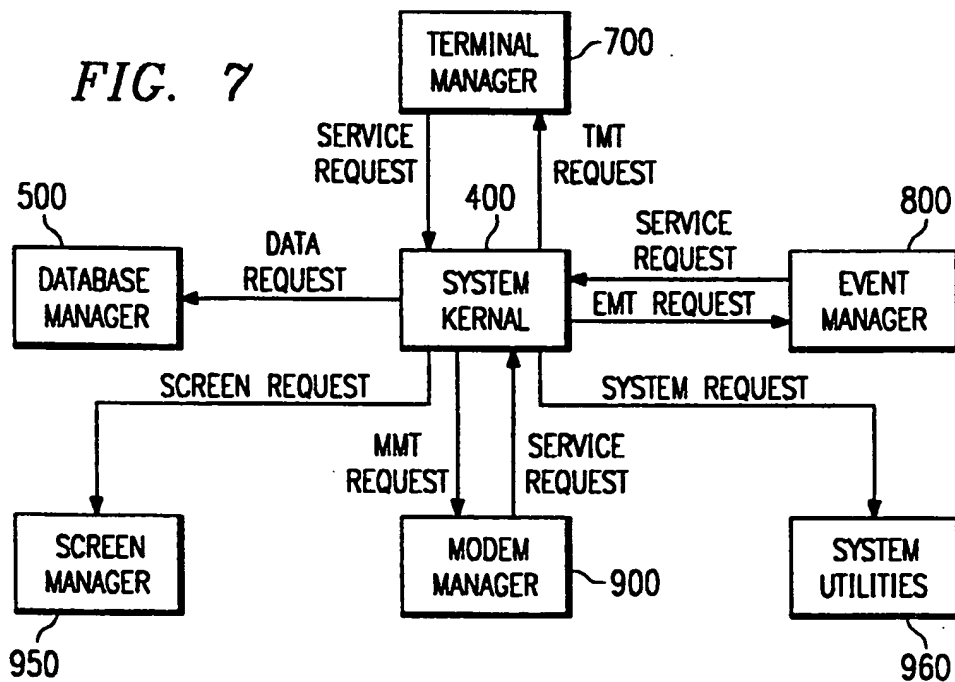 FIG. 7
TERMINAL
MANAGER
700
SERVICE
REQUEST
TMT
REQUEST
400
500
DATABASE
MANAGER
DATA
REQUEST
SYSTEM
KERNAL
SERVICE
REQUEST
EMT REQUEST
800
EVENT
MANAGER
SCREEN REQUEST
SYSTEM REQUEST
MMT
REQUEST
SERVICE
REQUEST
SCREEN
MANAGER
950
MODEM
MANAGER
900
SYSTEM
UTILITIES
960